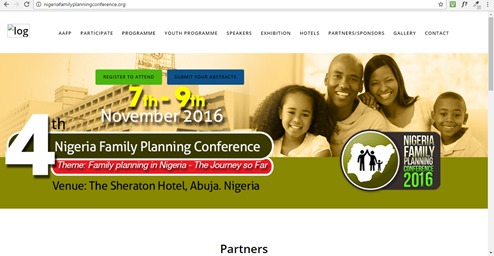 nigeriafamilyplanningconference.org
log
AAFP PARTICIPATE PROGRAMME YOUTH PROGRAMME SPEAKERS EXHIBITION HOTELS PARTNERS/SPONSORS GALLERY CONTACT
REGISTER TO ATTEND SUBMIT YOUR ABSTRACTS
7th - 9th
November 2016
4th
Nigeria Family Planning Conference
Theme: Family planning in Nigeria - The Journey so Far
Venue: The Sheraton Hotel, Abuja. Nigeria
NIGERIA
FAMILY
PLANNING
CONFERENCE
2016
Partners